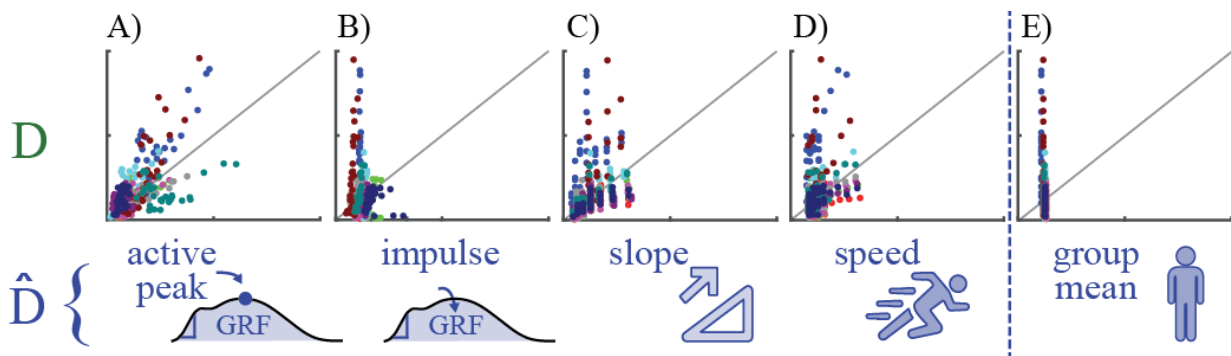 A)
B)
C)
D)
E)
D
D̂ {
active
peak
GRF
impulse
GRF
slope
speed
group
mean